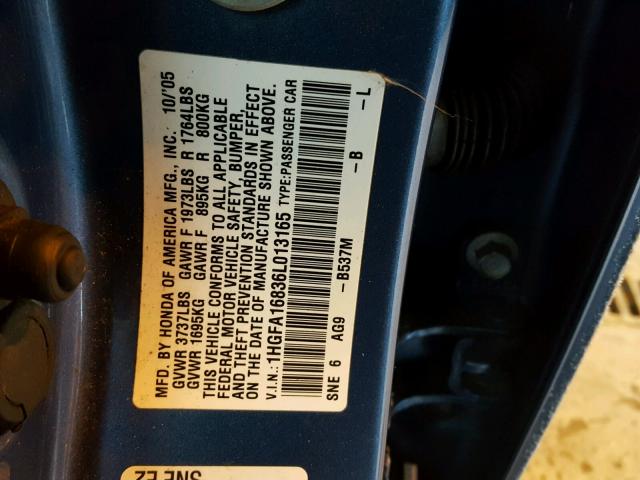 MFD. BY HONDA OF AMERICA MFG., INC. 10/'05
GVWR 3737LBS GAWR F 1973LBS R 1764LBS
GVWR 1695KG GAWR F 895KG R 800KG
THIS VEHICLE CONFORMS TO ALL APPLICABLE
FEDERAL MOTOR VEHICLE SAFETY, BUMPER,
AND THEFT PREVENTION STANDARDS IN EFFECT
ON THE DATE OF MANUFACTURE SHOWN ABOVE.
V.I.N.: 1HGFA16836L013165 TYPE: PASSENGER CAR
SNE 6 AG9 -B537M -B -L
SNE EZ